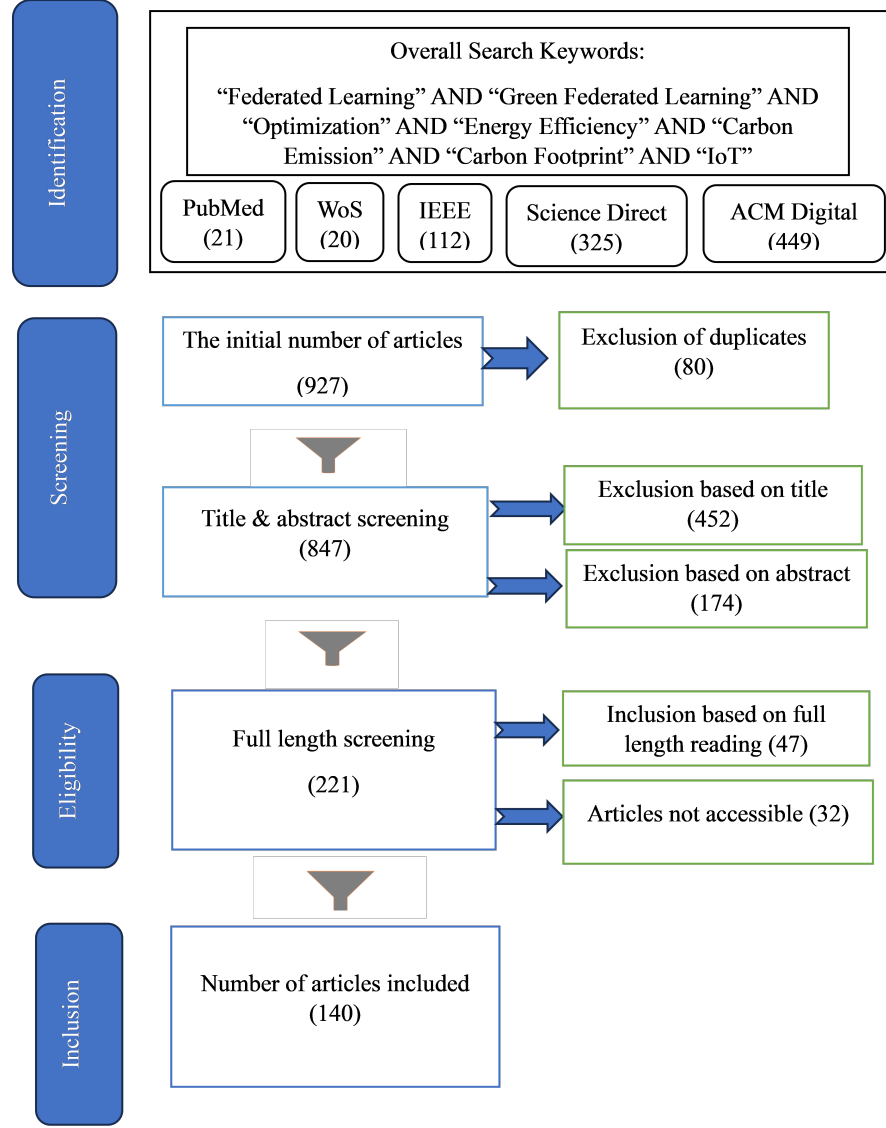 Identification
Overall Search Keywords:
“Federated Learning” AND “Green Federated Learning” AND
“Optimization” AND “Energy Efficiency” AND “Carbon
Emission” AND “Carbon Footprint” AND “IoT”
PubMed
(21)
WoS
(20)
IEEE
(112)
Science Direct
(325)
ACM Digital
(449)
Screening
The initial number of articles
(927)
Exclusion of duplicates
(80)
Title & abstract screening
(847)
Exclusion based on title
(452)
Exclusion based on abstract
(174)
Eligibility
Full length screening
(221)
Inclusion based on full
length reading (47)
Articles not accessible (32)
Inclusion
Number of articles included
(140)